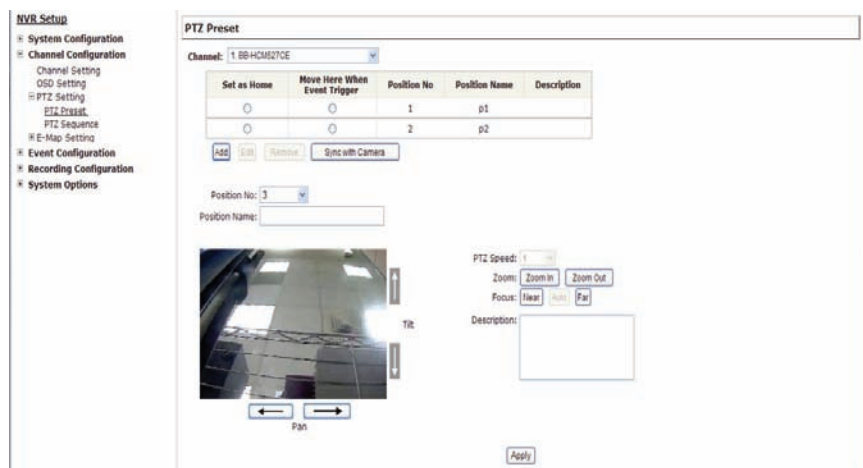 NVR Setup
System Configuration
Channel Configuration
Channel Setting
OSD Setting
PTZ Setting
PTZ Preset
PTZ Sequence
E-Map Setting
Event Configuration
Recording Configuration
System Options
PTZ Preset
Channel: 1. BB-HCM527CE
Set as Home Move Here When Event Trigger Position No Position Name Description
1 p1
2 p2
Add Edit Remove Sync with Camera
Position No: 3
Position Name:
Tilt
Pan
PTZ Speed: 1
Zoom: Zoom In Zoom Out
Focus: Near Auto Far
Description:
Apply